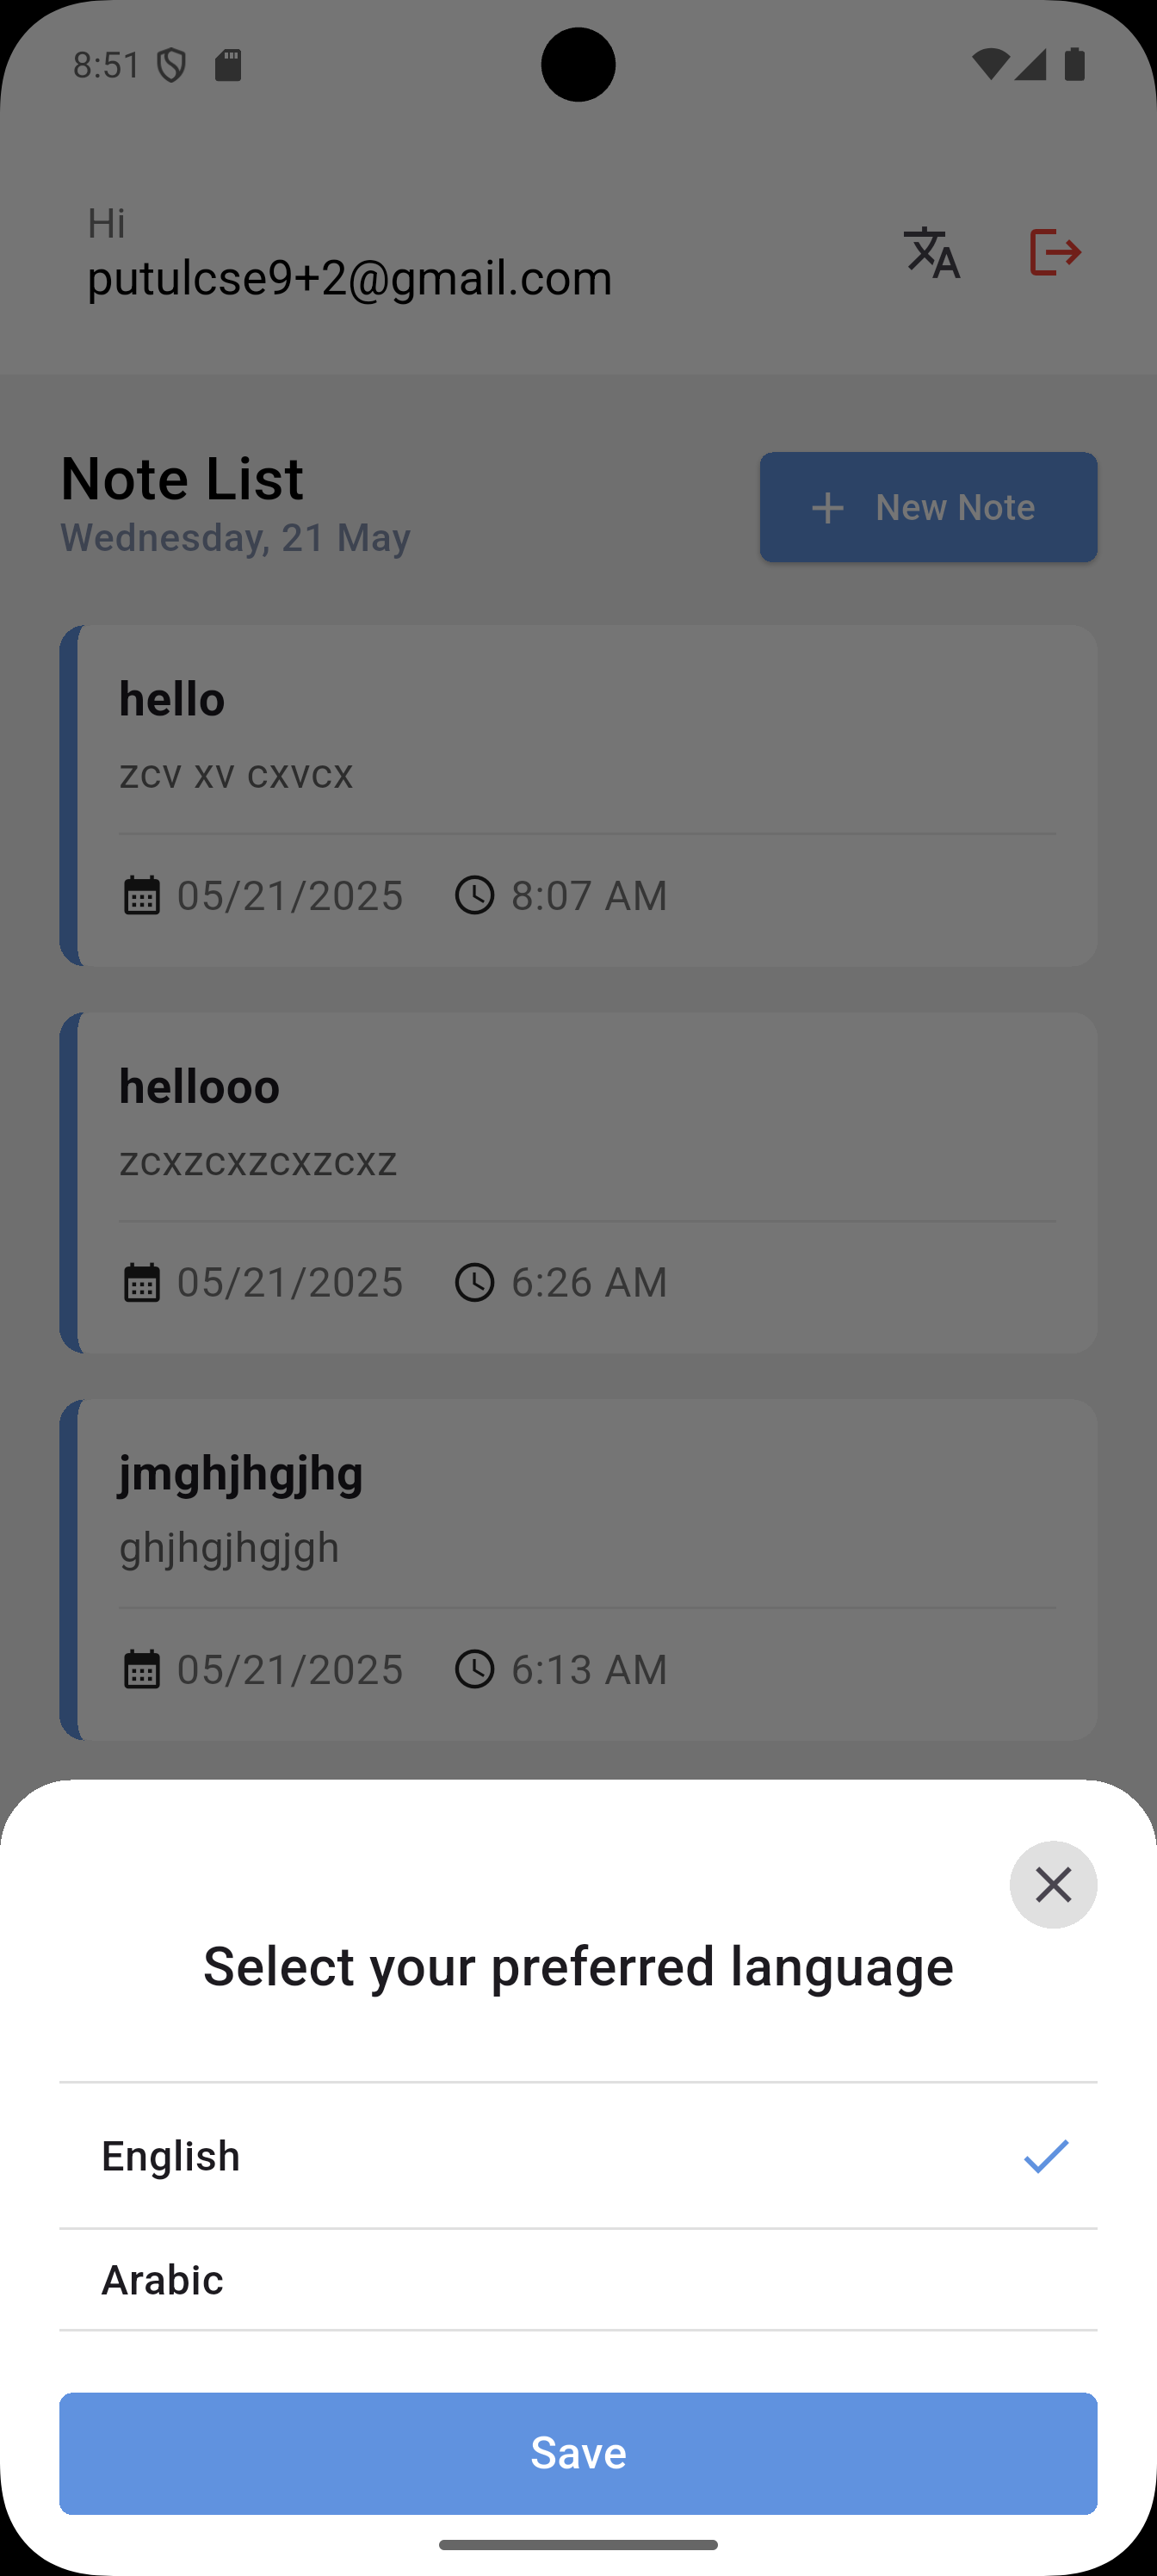 8:51
Hi
putulcse9+2@gmail.com
Note List
Wednesday, 21 May
New Note
hello
zcv xv cxvcx
05/21/2025 8:07 AM
hellooo
zcxzcxzcxzcxz
05/21/2025 6:26 AM
jmghjhgjhg
ghjhgjhgjgh
05/21/2025 6:13 AM
Select your preferred language
English
Arabic
Save